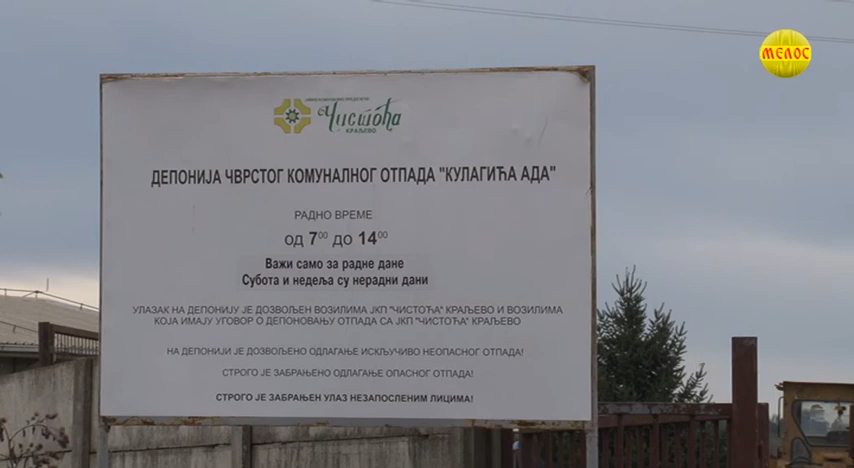 МЕЛОС
Чистоћа
КРАЉЕВО
ДЕПОНИЈА ЧВРСТОГ КОМУНАЛНОГ ОТПАДА "КУЛАГИЋА АДА"
РАДНО ВРЕМЕ
ОД 7⁰⁰ ДО 14⁰⁰
Важи само за радне дане
Субота и недеља су нерадни дани
УЛАЗАК НА ДЕПОНИЈУ ЈЕ ДОЗВОЉЕН ВОЗИЛИМА ЈКП "ЧИСТОЋА" КРАЉЕВО И ВОЗИЛИМА
КОЈА ИМАЈУ УГОВОР О ДЕПОНОВАЊУ ОТПАДА СА ЈКП "ЧИСТОЋА" КРАЉЕВО
НА ДЕПОНИЈИ ЈЕ ДОЗВОЉЕНО ОДЛАГАЊЕ ИСКЉУЧИВО НЕОПАСНОГ ОТПАДА!
СТРОГО ЈЕ ЗАБРАЊЕНО ОДЛАГАЊЕ ОПАСНОГ ОТПАДА!
СТРОГО ЈЕ ЗАБРАЊЕН УЛАЗ НЕЗАПОСЛЕНИМ ЛИЦИМА!